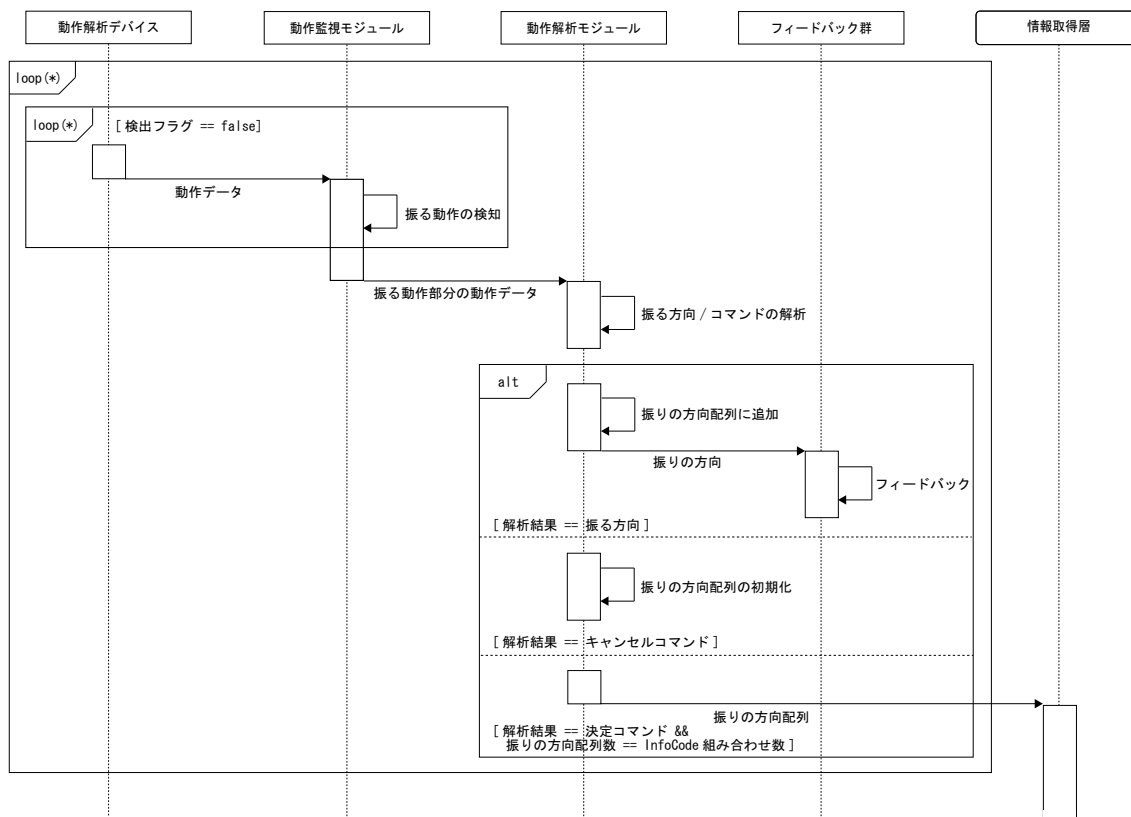 動作解析デバイス
動作監視モジュール
動作解析モジュール
フィードバック群
情報取得層
loop(*)
loop(*)
[ 検出フラグ == false]
動作データ
振る動作の検知
振る動作部分の動作データ
振る方向 / コマンドの解析
alt
振りの方向配列に追加
振りの方向
フィードバック
[ 解析結果 == 振る方向 ]
振りの方向配列の初期化
[ 解析結果 == キャンセルコマンド ]
振りの方向配列
[ 解析結果 == 決定コマンド &&
振りの方向配列数 == InfoCode 組み合わせ数 ]